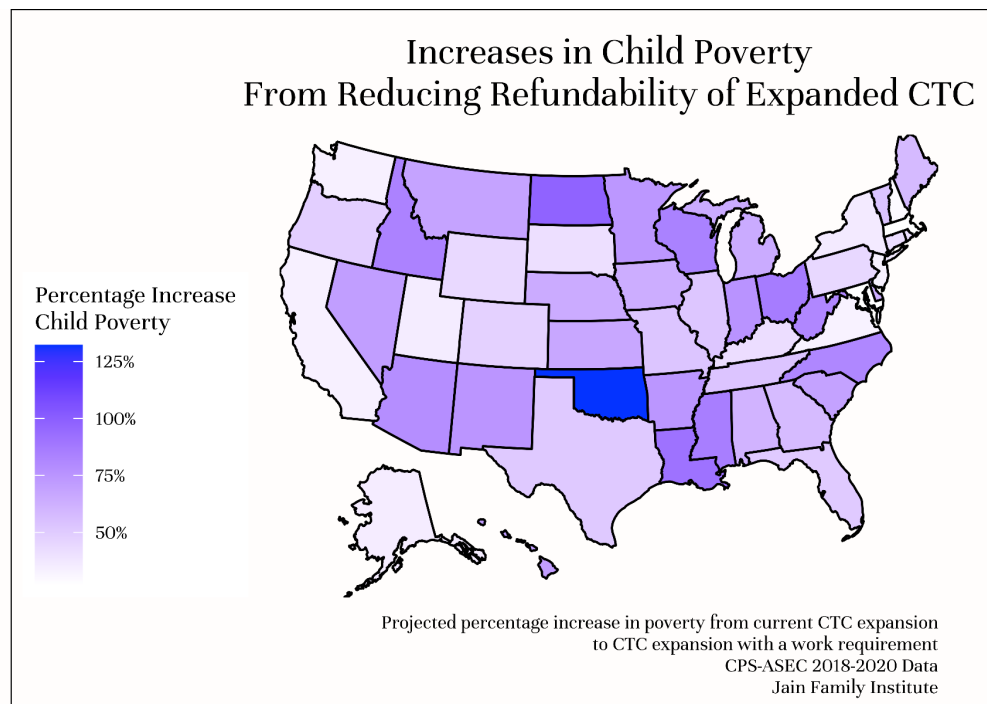 Increases in Child Poverty
From Reducing Refundability of Expanded CTC
Percentage Increase
Child Poverty
125%
100%
75%
50%
Projected percentage increase in poverty from current CTC expansion
to CTC expansion with a work requirement
CPS-ASEC 2018-2020 Data
Jain Family Institute